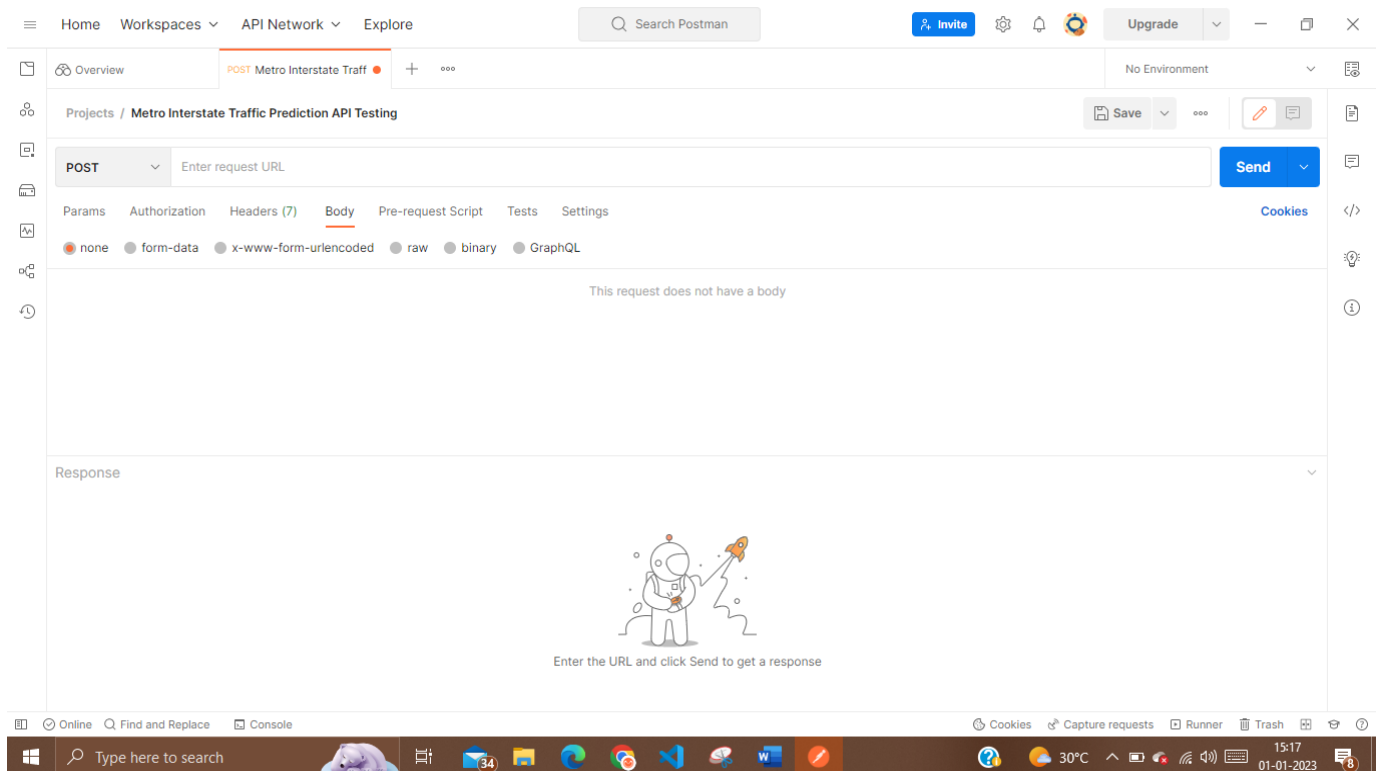 Home Workspaces API Network Explore Search Postman Invite Upgrade
Overview POST Metro Interstate Traff No Environment
Projects / Metro Interstate Traffic Prediction API Testing Save
POST Enter request URL Send
Params Authorization Headers (7) Body Pre-request Script Tests Settings Cookies
none form-data x-www-form-urlencoded raw binary GraphQL
This request does not have a body
Response
Enter the URL and click Send to get a response
Online Find and Replace Console Cookies Capture requests Runner Trash
Type here to search 34 30°C 15:17
01-01-2023 8